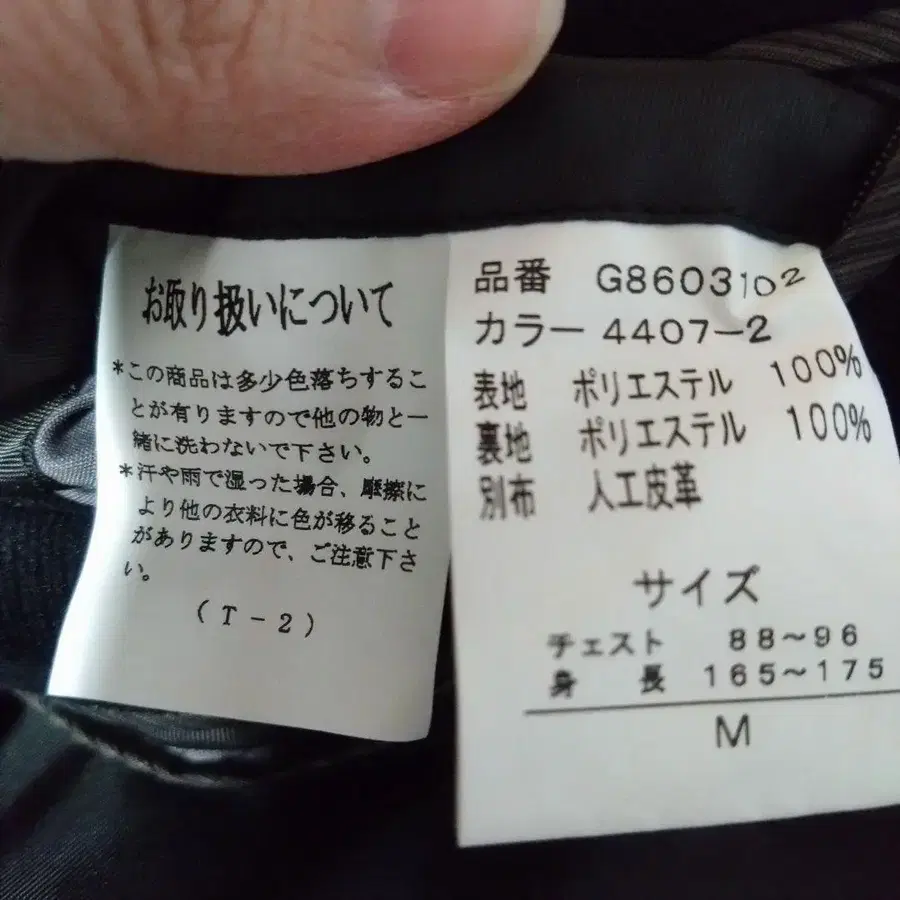 お取り扱いについて
*この商品は多少色落ちするこ
とが有りますので他の物と一
緒に洗わないで下さい。
*汗や雨で湿った場合、摩擦に
より他の衣料に色が移ること
がありますので、ご注意下さ
い。
(T-2)
品番 G8603102
カラー 4407-2
表地 ポリエステル 100%
裏地 ポリエステル 100%
別布 人工皮革
サイズ
チェスト 88~96
身長 165~175
M